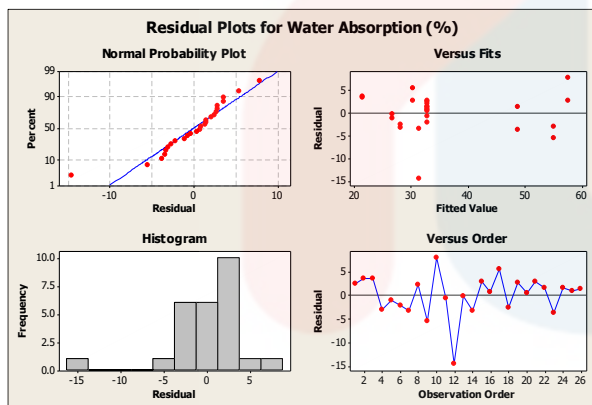 Residual Plots for Water Absorption (%)
Normal Probability Plot
Versus Fits
99
90
50
10
1
Percent
-10
0
10
Residual
5
0
-5
-10
-15
Residual
20
30
40
50
60
Fitted Value
Histogram
Versus Order
10.0
7.5
5.0
2.5
0.0
Frequency
-15
-10
-5
0
5
Residual
5
0
-5
-10
-15
Residual
2 4 6 8 10 12 14 16 18 20 22 24 26
Observation Order